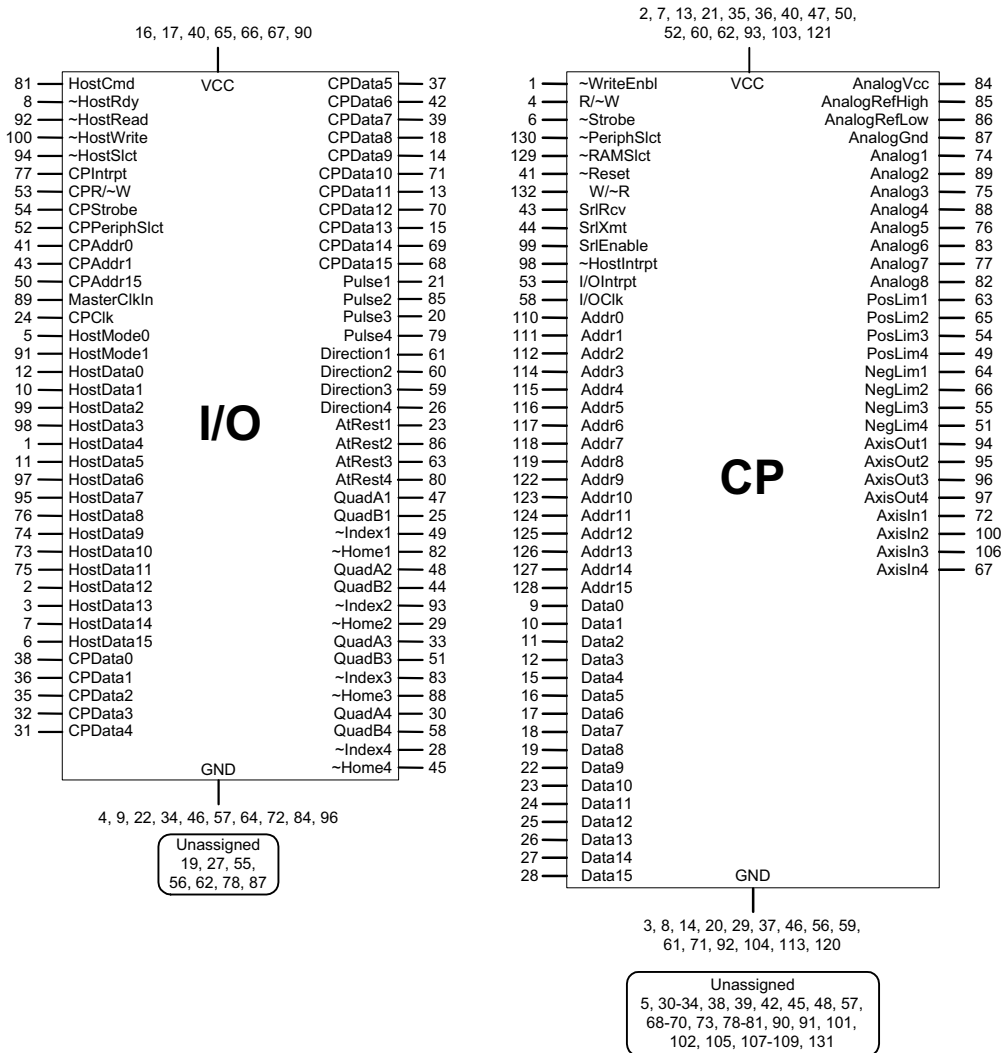 16, 17, 40, 65, 66, 67, 90
VCC
81 HostCmd
8 ~HostRdy
92 ~HostRead
100 ~HostWrite
94 ~HostSlct
77 CPIntrpt
53 CPR/~W
54 CPStrobe
52 CPPeriphSlct
41 CPAddr0
43 CPAddr1
50 CPAddr15
89 MasterClkIn
24 CPClk
5 HostMode0
91 HostMode1
12 HostData0
10 HostData1
99 HostData2
98 HostData3
1 HostData4
11 HostData5
97 HostData6
95 HostData7
76 HostData8
74 HostData9
73 HostData10
75 HostData11
2 HostData12
3 HostData13
7 HostData14
6 HostData15
38 CPData0
36 CPData1
35 CPData2
32 CPData3
31 CPData4
I/O
CPData5 37
CPData6 42
CPData7 39
CPData8 18
CPData9 14
CPData10 71
CPData11 13
CPData12 70
CPData13 15
CPData14 69
CPData15 68
Pulse1 21
Pulse2 85
Pulse3 20
Pulse4 79
Direction1 61
Direction2 60
Direction3 59
Direction4 26
AtRest1 23
AtRest2 86
AtRest3 63
AtRest4 80
QuadA1 47
QuadB1 25
~Index1 49
~Home1 82
QuadA2 48
QuadB2 44
~Index2 93
~Home2 29
QuadA3 33
QuadB3 51
~Index3 83
~Home3 88
QuadA4 30
QuadB4 58
~Index4 28
~Home4 45
GND
4, 9, 22, 34, 46, 57, 64, 72, 84, 96
Unassigned
19, 27, 55,
56, 62, 78, 87
2, 7, 13, 21, 35, 36, 40, 47, 50,
52, 60, 62, 93, 103, 121
VCC
1 ~WriteEnbl
4 R/~W
6 ~Strobe
130 ~PeriphSlct
129 ~RAMSlct
41 ~Reset
132 W/~R
43 SrlRcv
44 SrlXmt
99 SrlEnable
98 ~HostIntrpt
53 I/OIntrpt
58 I/OClk
110 Addr0
111 Addr1
112 Addr2
114 Addr3
115 Addr4
116 Addr5
117 Addr6
118 Addr7
119 Addr8
122 Addr9
123 Addr10
124 Addr11
125 Addr12
126 Addr13
127 Addr14
128 Addr15
9 Data0
10 Data1
11 Data2
12 Data3
15 Data4
16 Data5
17 Data6
18 Data7
19 Data8
22 Data9
23 Data10
24 Data11
25 Data12
26 Data13
27 Data14
28 Data15
CP
AnalogVcc 84
AnalogRefHigh 85
AnalogRefLow 86
AnalogGnd 87
Analog1 74
Analog2 89
Analog3 75
Analog4 88
Analog5 76
Analog6 83
Analog7 77
Analog8 82
PosLim1 63
PosLim2 65
PosLim3 54
PosLim4 49
NegLim1 64
NegLim2 66
NegLim3 55
NegLim4 51
AxisOut1 94
AxisOut2 95
AxisOut3 96
AxisOut4 97
AxisIn1 72
AxisIn2 100
AxisIn3 106
AxisIn4 67
GND
3, 8, 14, 20, 29, 37, 46, 56, 59,
61, 71, 92, 104, 113, 120
Unassigned
5, 30-34, 38, 39, 42, 45, 48, 57,
68-70, 73, 78-81, 90, 91, 101,
102, 105, 107-109, 131